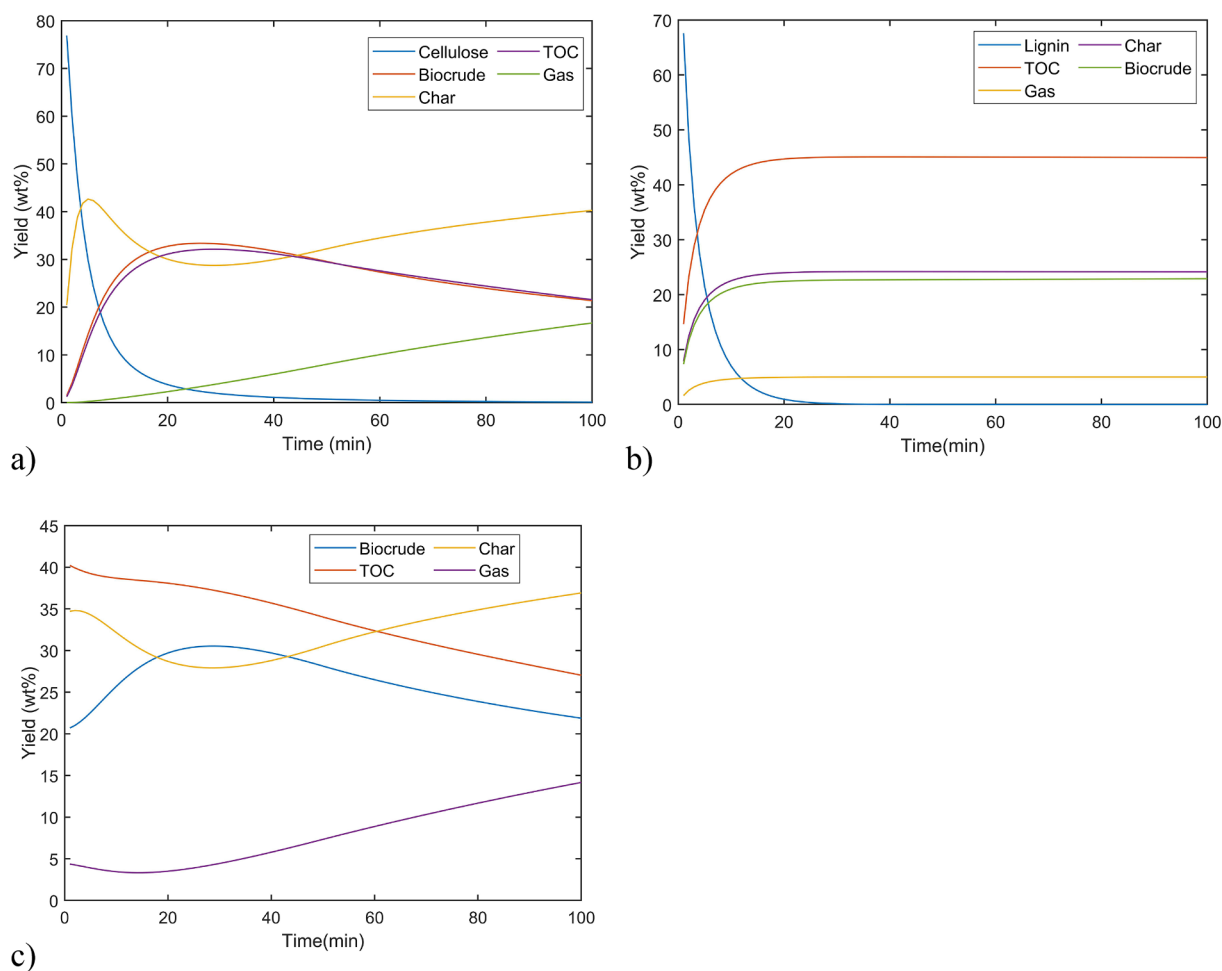 80
70
60
50
40
30
20
10
0
Yield (wt%)
Cellulose TOC
Biocrude Gas
Char
0 20 40 60 80 100
Time (min)
a)
70
60
50
40
30
20
10
0
Yield (wt%)
Lignin Char
TOC Biocrude
Gas
0 20 40 60 80 100
Time(min)
b)
45
40
35
30
25
20
15
10
5
0
Yield (wt%)
Biocrude Char
TOC Gas
0 20 40 60 80 100
Time(min)
c)